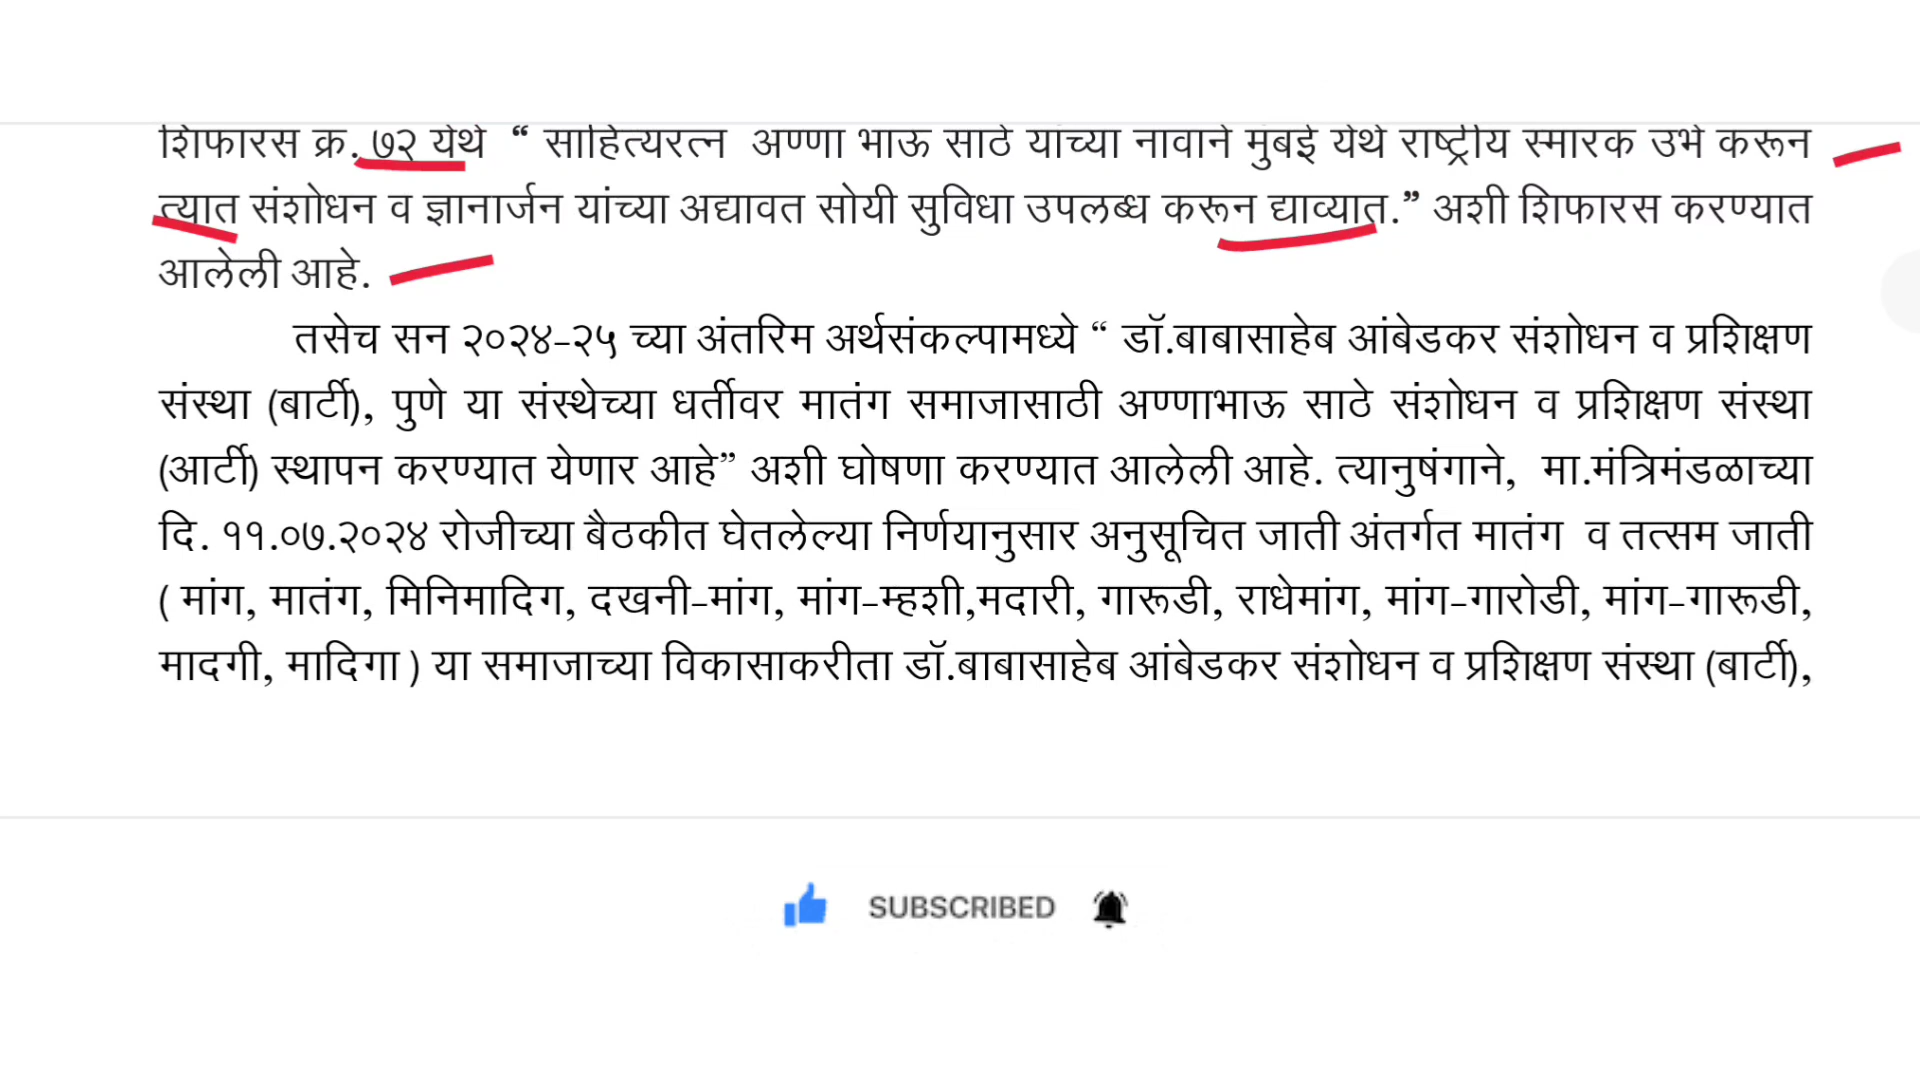 शिफारस क्र. ७२ येथे “ साहित्यरत्न अण्णा भाऊ साठे यांच्या नावाने मुंबई येथे राष्ट्रीय स्मारक उभे करून
त्यात संशोधन व ज्ञानार्जन यांच्या अद्यावत सोयी सुविधा उपलब्ध करून द्याव्यात.” अशी शिफारस करण्यात
आलेली आहे.
तसेच सन २०२४-२५ च्या अंतरिम अर्थसंकल्पामध्ये “ डॉ.बाबासाहेब आंबेडकर संशोधन व प्रशिक्षण
संस्था (बार्टी), पुणे या संस्थेच्या धर्तीवर मातंग समाजासाठी अण्णाभाऊ साठे संशोधन व प्रशिक्षण संस्था
(आर्टी) स्थापन करण्यात येणार आहे” अशी घोषणा करण्यात आलेली आहे. त्यानुषंगाने, मा.मंत्रिमंडळाच्या
दि. ११.०७.२०२४ रोजीच्या बैठकीत घेतलेल्या निर्णयानुसार अनुसूचित जाती अंतर्गत मातंग व तत्सम जाती
( मांग, मातंग, मिनिमादिग, दखनी-मांग, मांग-म्हशी,मदारी, गारूडी, राधेमांग, मांग-गारोडी, मांग-गारूडी,
मादगी, मादिगा ) या समाजाच्या विकासाकरीता डॉ.बाबासाहेब आंबेडकर संशोधन व प्रशिक्षण संस्था (बार्टी),
SUBSCRIBED